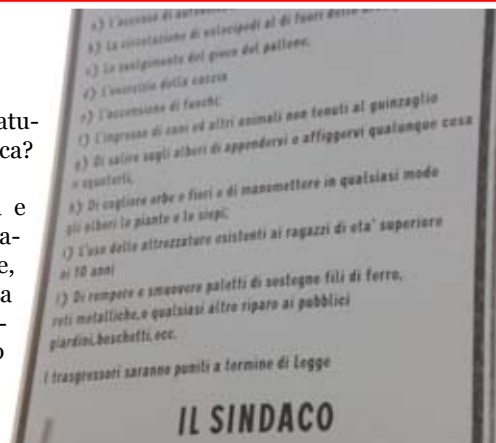 a) L'accesso di
b) La circolazione di velocipedi al di fuori delle
c) Lo svolgimento del gioco del pallone;
d) L'esercizio della caccia
e) L'accensione di fuochi;
f) L'ingresso di cani ed altri animali non tenuti al guinzaglio
g) Di salire sugli alberi di appendervi e affiggervi qualunque cosa
o
h) Di cogliere erbe o fiori e di manomettere in qualsiasi modo
gli alberi le piante e le siepi;
i) L'uso delle attrezzature esistenti ai ragazzi di eta' superiore
ai 10 anni
l) Di rompere e smuovere paletti di sostegno fili di ferro,
reti metalliche,o qualsiasi altro riparo ai pubblici
giardini,boschetti,ecc.
I trasgressori saranno puniti a termine di Legge
IL SINDACO
atu-
ca?
e
a-
e,
a
-
o